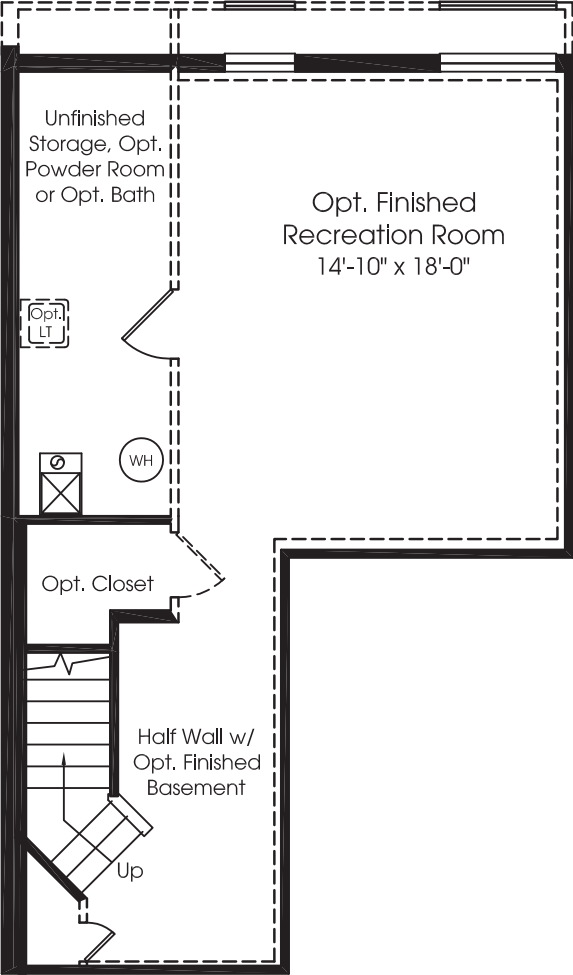 Unfinished
Storage, Opt.
Powder Room
or Opt. Bath
Opt. Finished
Recreation Room
14'-10" x 18'-0"
Opt.
LT
WH
Opt. Closet
Half Wall w/
Opt. Finished
Basement
Up